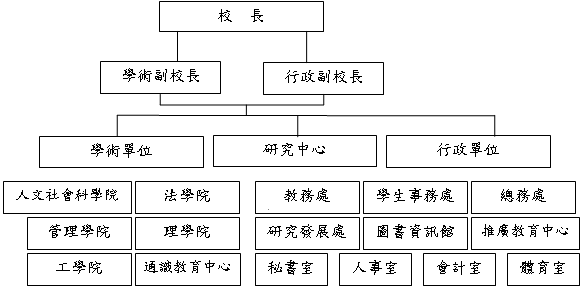 校 長
學術副校長 行政副校長
學術單位 研究中心 行政單位
人文社會科學院 法學院 教務處 學生事務處 總務處
管理學院 理學院 研究發展處 圖書資訊館 推廣教育中心
工學院 通識教育中心 秘書室 人事室 會計室 體育室